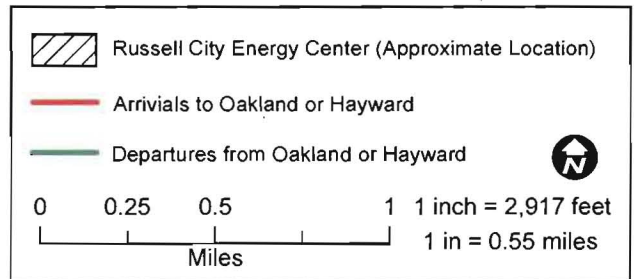 Russell City Energy Center (Approximate Location)
Arrivials to Oakland or Hayward
Departures from Oakland or Hayward
N
0 0.25 0.5 1 1 inch = 2,917 feet
Miles 1 in = 0.55 miles